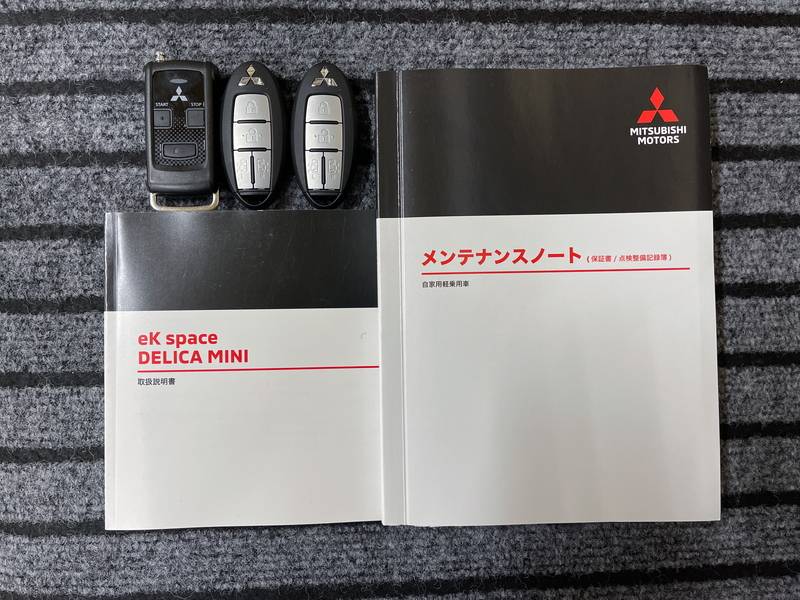 START STOP
MITSUBISHI
MOTORS
メンテナンスノート (保証書 / 点検整備記録簿)
自家用軽乗用車
eK space
DELICA MINI
取扱説明書